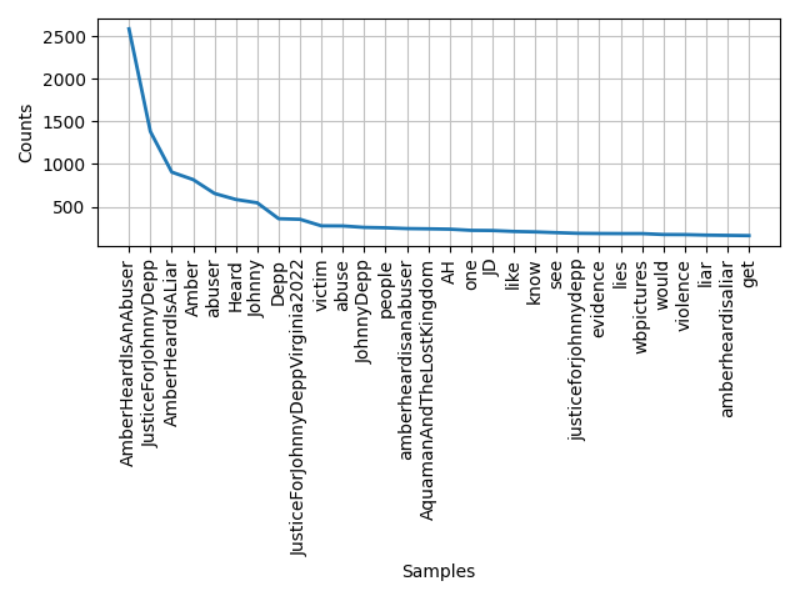 2500
2000
1500
1000
500
Counts
AmberHeardIsAnAbuser
JusticeForJohnnyDepp
AmberHeardIsALiar
Amber
abuser
Heard
Johnny
Depp
JusticeForJohnnyDeppVirginia2022
victim
abuse
JohnnyDepp
people
amberheardisanabuser
AquamanAndTheLostKingdom
AH
one
JD
like
know
see
justiceforjohnnydepp
evidence
lies
wbpictures
would
violence
liar
amberheardisaliar
get
Samples